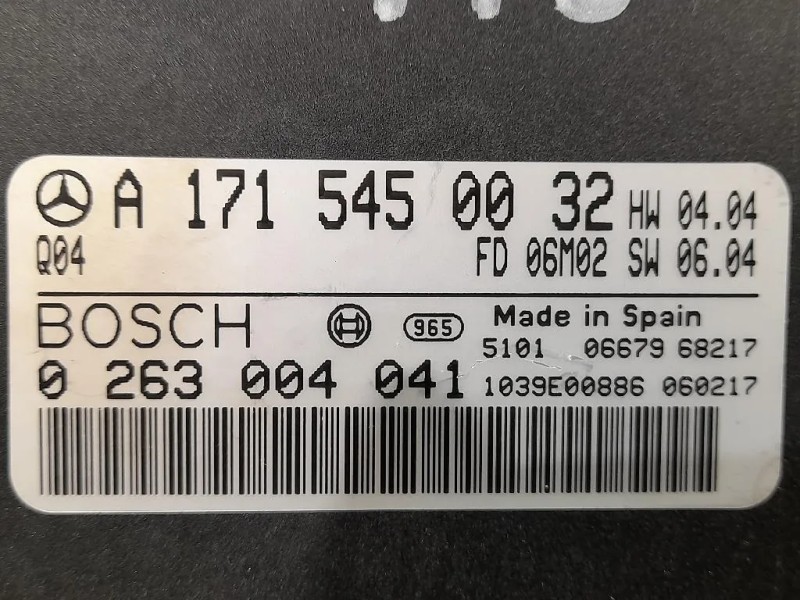 A 171 545 00 32 HW 04.04
Q04 FD 06M02 SW 06.04
BOSCH 965 Made in Spain
5101 06679 68217
0 263 004 041 1039E00886 060217